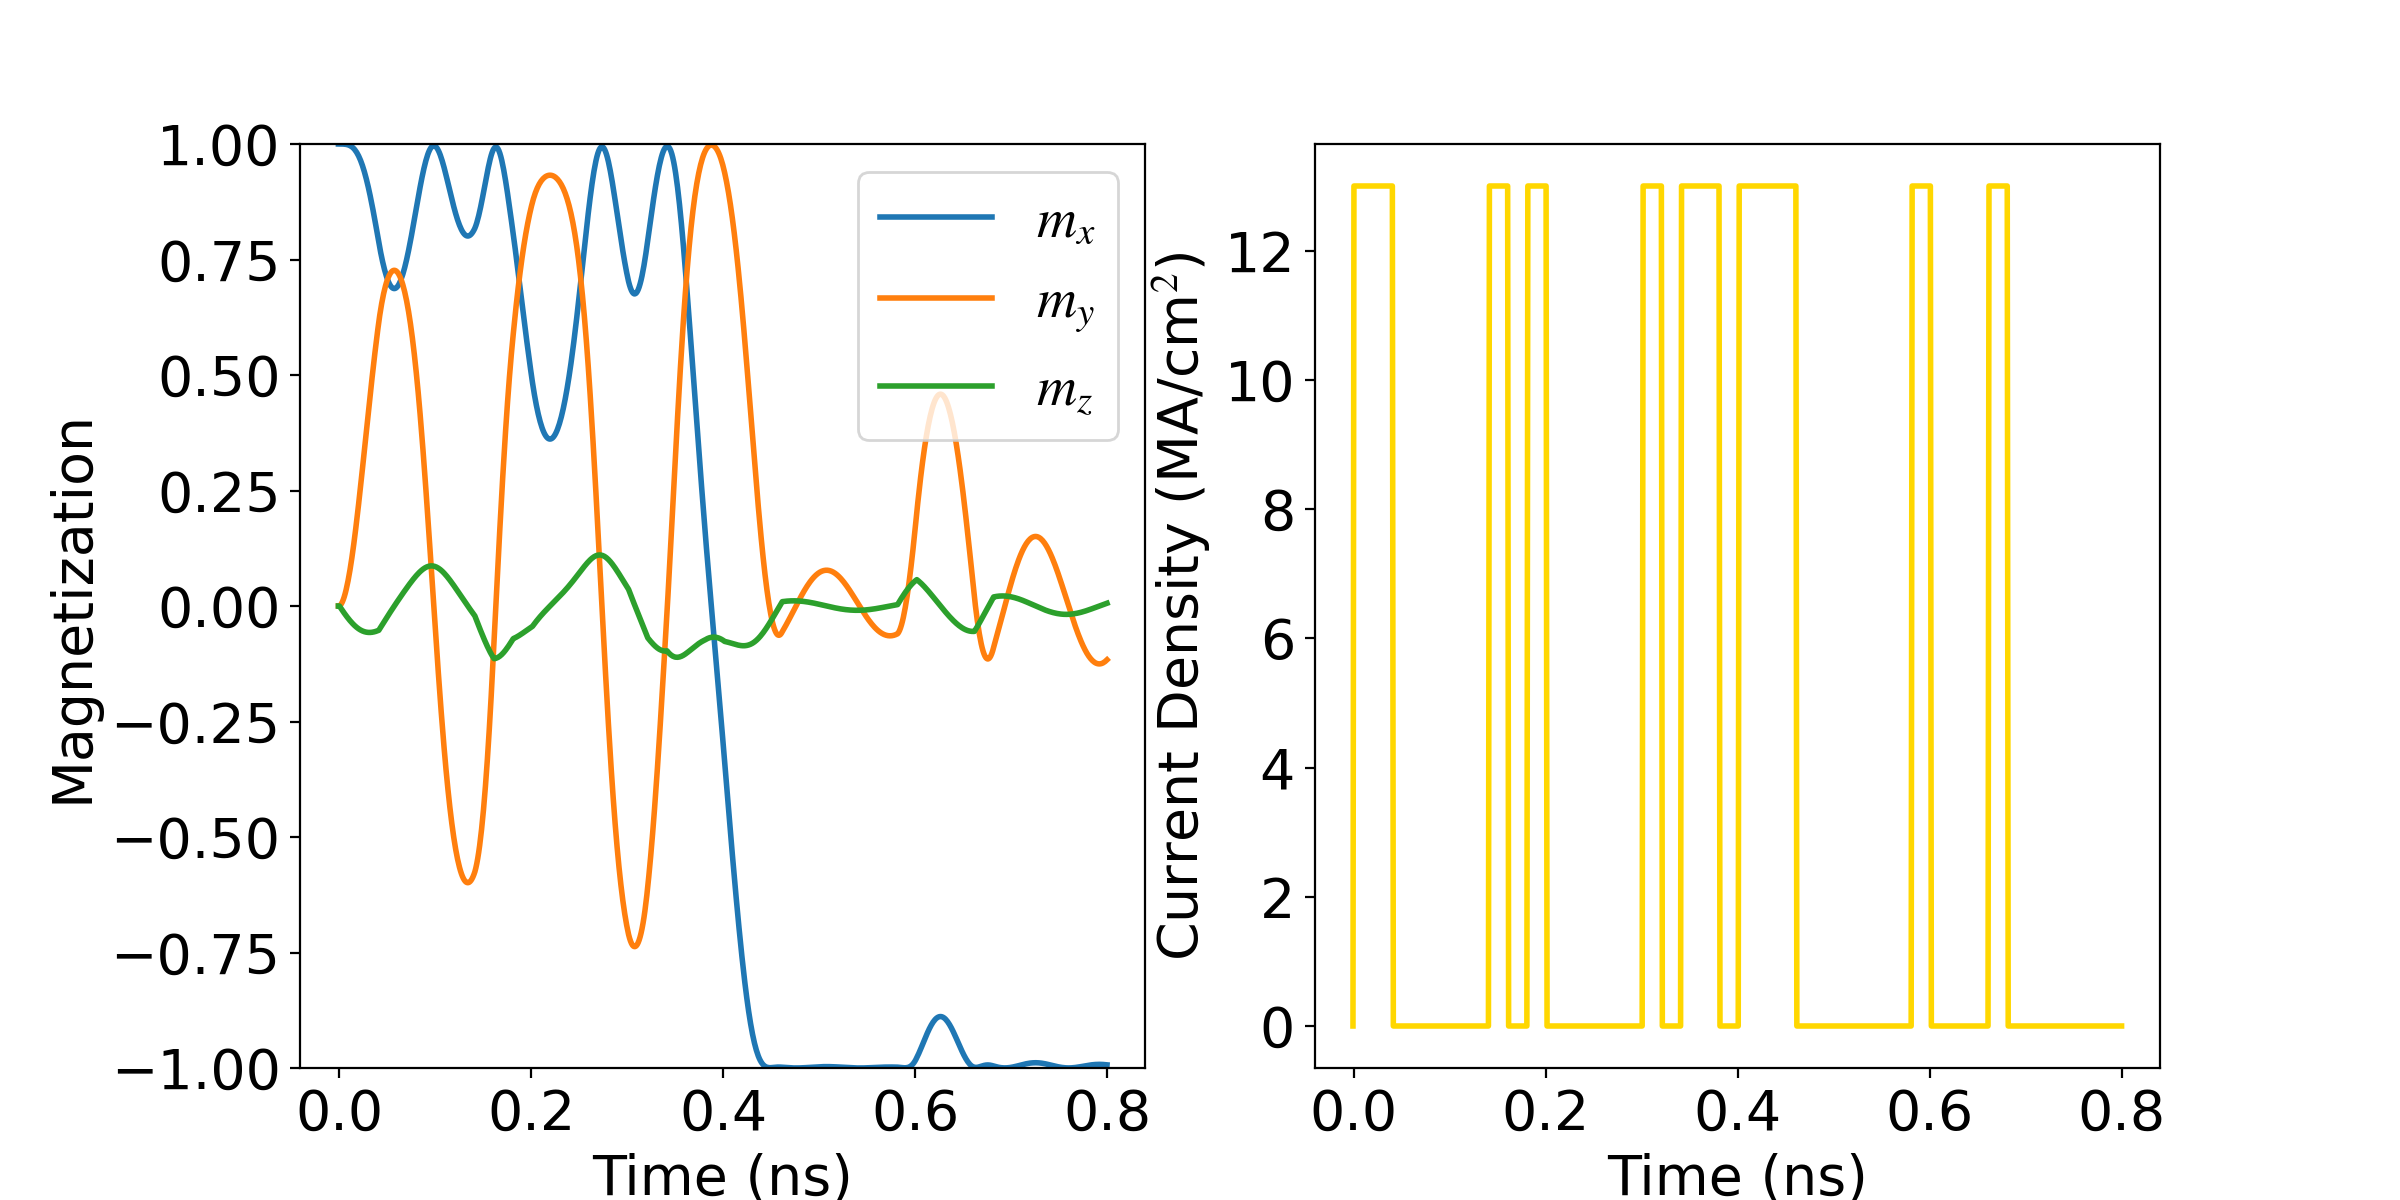 Magnetization
1.00
0.75
0.50
0.25
0.00
−0.25
−0.50
−0.75
−1.00
0.0 0.2 0.4 0.6 0.8
Time (ns)
m_x
m_y
m_z
Current Density (MA/cm²)
12
10
8
6
4
2
0
0.0 0.2 0.4 0.6 0.8
Time (ns)